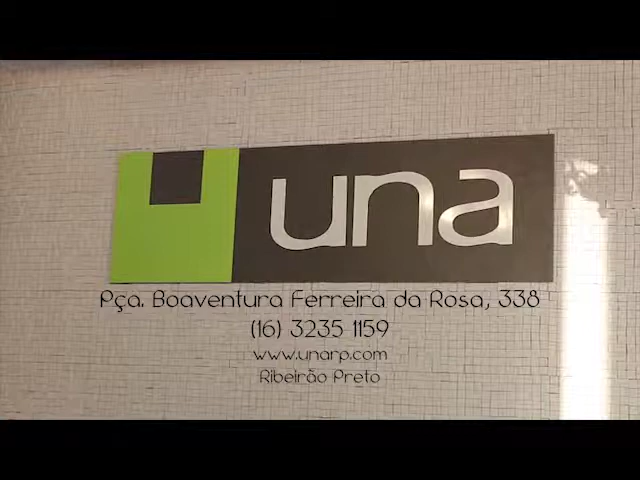 una
Pça. Boaventura Ferreira da Rosa, 338
(16) 3235 1159
www.unarp.com
Ribeirão Preto